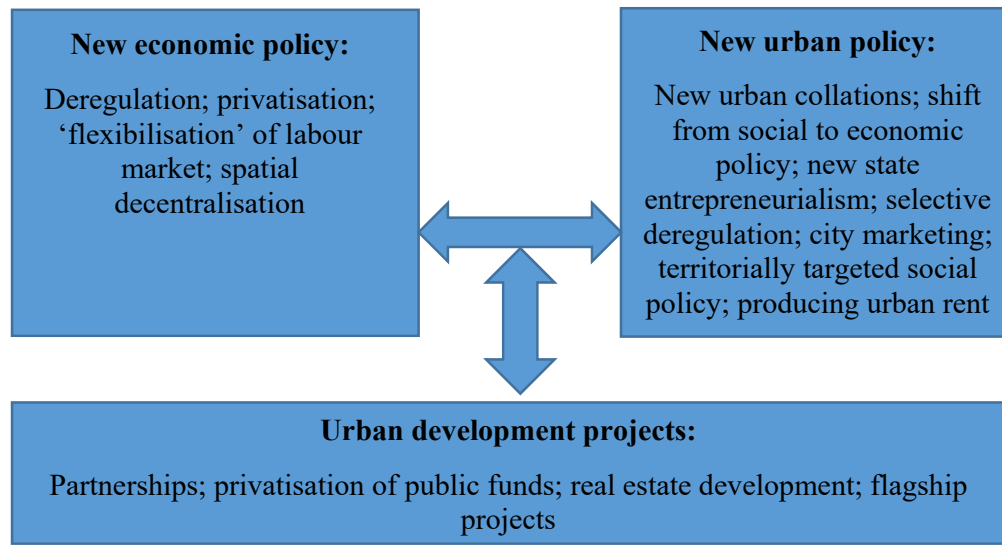 New economic policy:
Deregulation; privatisation;
‘flexibilisation’ of labour
market; spatial
decentralisation
New urban policy:
New urban collations; shift
from social to economic
policy; new state
entrepreneurialism; selective
deregulation; city marketing;
territorially targeted social
policy; producing urban rent
Urban development projects:
Partnerships; privatisation of public funds; real estate development; flagship
projects